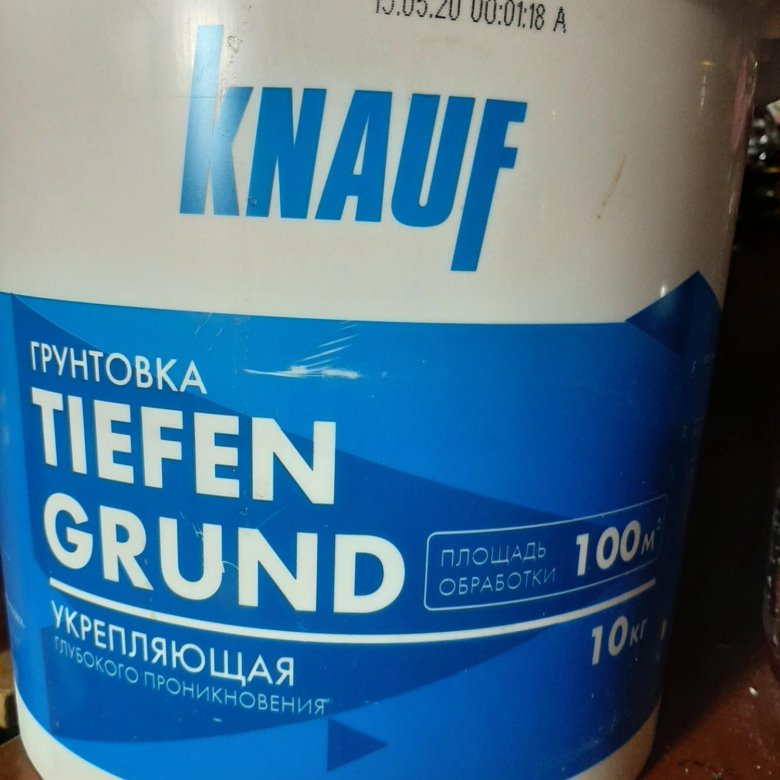 15.05.20 00:01:18 A
KNAUF
ГРУНТОВКА
TIEFEN
GRUND
ПЛОЩАДЬ
ОБРАБОТКИ
100м²
УКРЕПЛЯЮЩАЯ
ГЛУБОКОГО ПРОНИКНОВЕНИЯ
10кг